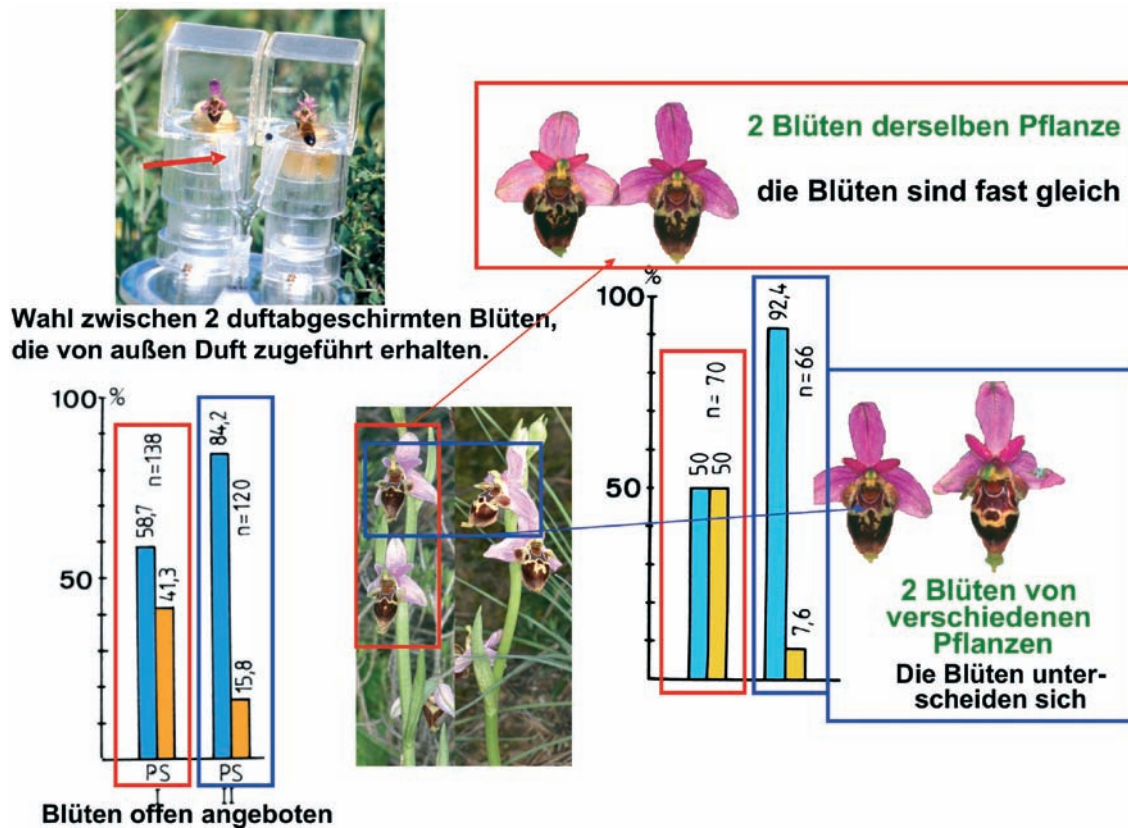 2 Blüten derselben Pflanze
die Blüten sind fast gleich
Wahl zwischen 2 duftabgeschirmten Blüten,
die von außen Duft zugeführt erhalten.
100 %
50
58,7
n=138
41,3
84,2
n=120
15,8
PS
PS
I
II
Blüten offen angeboten
100
%
50
50
50
n= 70
92,4
n= 66
7,6
2 Blüten von
verschiedenen
Pflanzen
Die Blüten unter-
scheiden sich